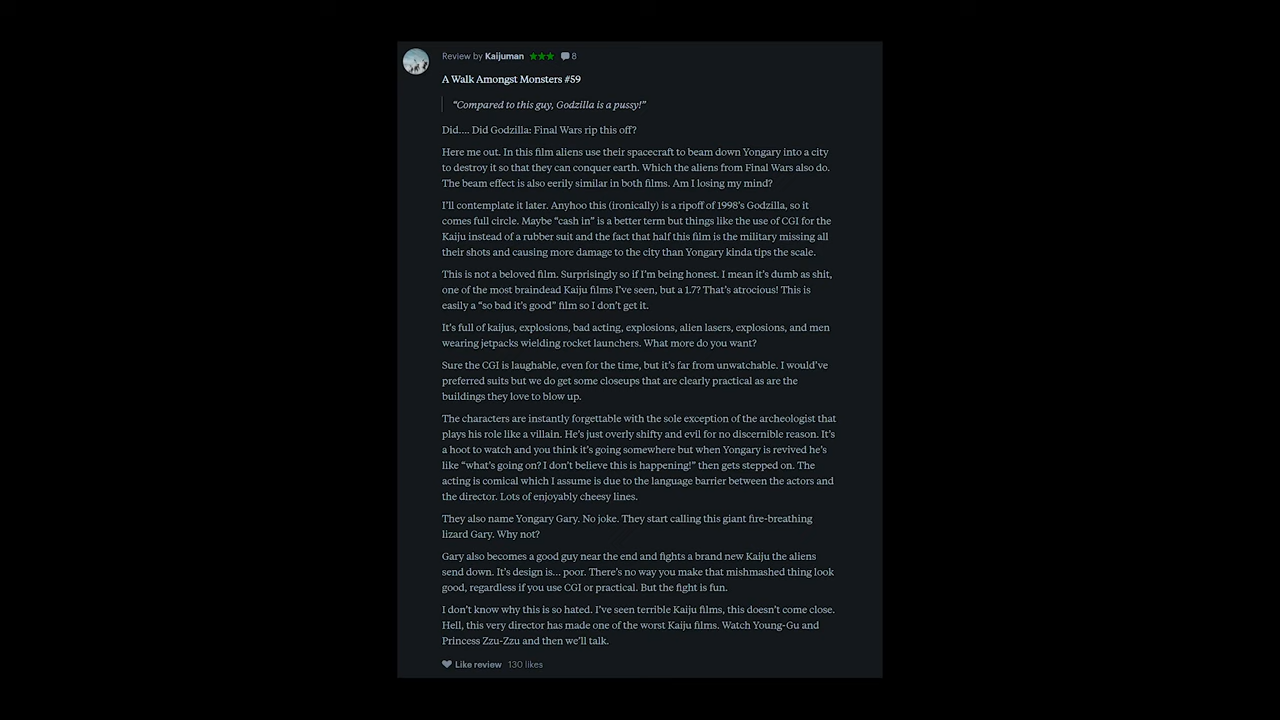 Review by Kaijuman ★★★ 8
A Walk Amongst Monsters #59
“Compared to this guy, Godzilla is a pussy!”
Did.... Did Godzilla: Final Wars rip this off?
Here me out. In this film aliens use their spacecraft to beam down Yongary into a city
to destroy it so that they can conquer earth. Which the aliens from Final Wars also do.
The beam effect is also eerily similar in both films. Am I losing my mind?
I’ll contemplate it later. Anyhoo this (ironically) is a ripoff of 1998’s Godzilla, so it
comes full circle. Maybe “cash in” is a better term but things like the use of CGI for the
Kaiju instead of a rubber suit and the fact that half this film is the military missing all
their shots and causing more damage to the city than Yongary kinda tips the scale.
This is not a beloved film. Surprisingly so if I’m being honest. I mean it’s dumb as shit,
one of the most braindead Kaiju films I’ve seen, but a 1.7? That’s atrocious! This is
easily a “so bad it’s good” film so I don’t get it.
It’s full of kaijus, explosions, bad acting, explosions, alien lasers, explosions, and men
wearing jetpacks wielding rocket launchers. What more do you want?
Sure the CGI is laughable, even for the time, but it’s far from unwatchable. I would’ve
preferred suits but we do get some closeups that are clearly practical as are the
buildings they love to blow up.
The characters are instantly forgettable with the sole exception of the archeologist that
plays his role like a villain. He’s just overly shifty and evil for no discernible reason. It’s
a hoot to watch and you think it’s going somewhere but when Yongary is revived he’s
like “what’s going on? I don’t believe this is happening!” then gets stepped on. The
acting is comical which I assume is due to the language barrier between the actors and
the director. Lots of enjoyably cheesy lines.
They also name Yongary Gary. No joke. They start calling this giant fire-breathing
lizard Gary. Why not?
Gary also becomes a good guy near the end and fights a brand new Kaiju the aliens
send down. It’s design is... poor. There’s no way you make that mishmashed thing look
good, regardless if you use CGI or practical. But the fight is fun.
I don’t know why this is so hated. I’ve seen terrible Kaiju films, this doesn’t come close.
Hell, this very director has made one of the worst Kaiju films. Watch Young-Gu and
Princess Zzu-Zzu and then we’ll talk.
Like review 130 likes